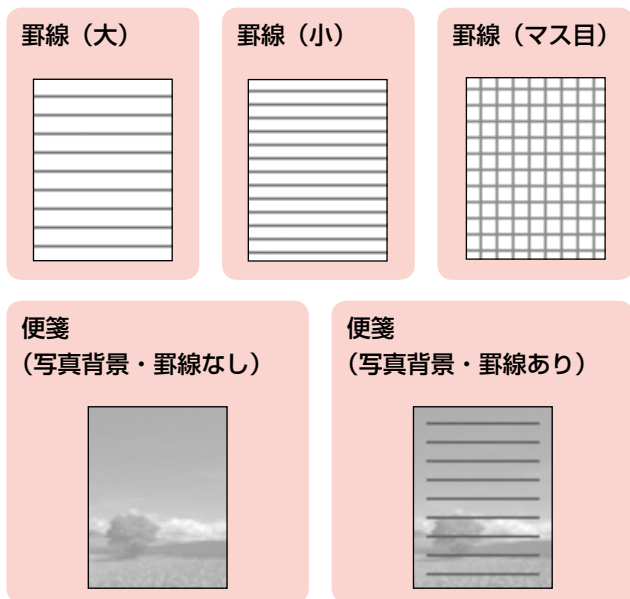 罫線（大）
罫線（小）
罫線（マス目）
便箋
（写真背景・罫線なし）
便箋
（写真背景・罫線あり）